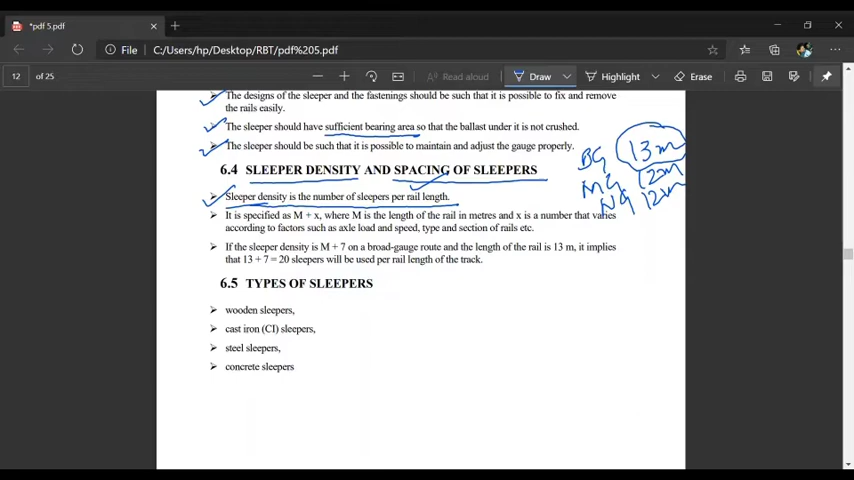 *pdf 5.pdf
File
C:/Users/hp/Desktop/RBT/pdf%205.pdf
12 of 25
Read aloud
Draw
Highlight
Erase
The designs of the sleeper and the fastenings should be such that it is possible to fix and remove
the rails easily.
The sleeper should have sufficient bearing area so that the ballast under it is not crushed.
The sleeper should be such that it is possible to maintain and adjust the gauge properly.
BG 13m
MG 12m
NG 12m
6.4 SLEEPER DENSITY AND SPACING OF SLEEPERS
Sleeper density is the number of sleepers per rail length.
It is specified as M + x, where M is the length of the rail in metres and x is a number that varies
according to factors such as axle load and speed, type and section of rails etc.
If the sleeper density is M + 7 on a broad-gauge route and the length of the rail is 13 m, it implies
that 13 + 7 = 20 sleepers will be used per rail length of the track.
6.5 TYPES OF SLEEPERS
wooden sleepers,
cast iron (CI) sleepers,
steel sleepers,
concrete sleepers